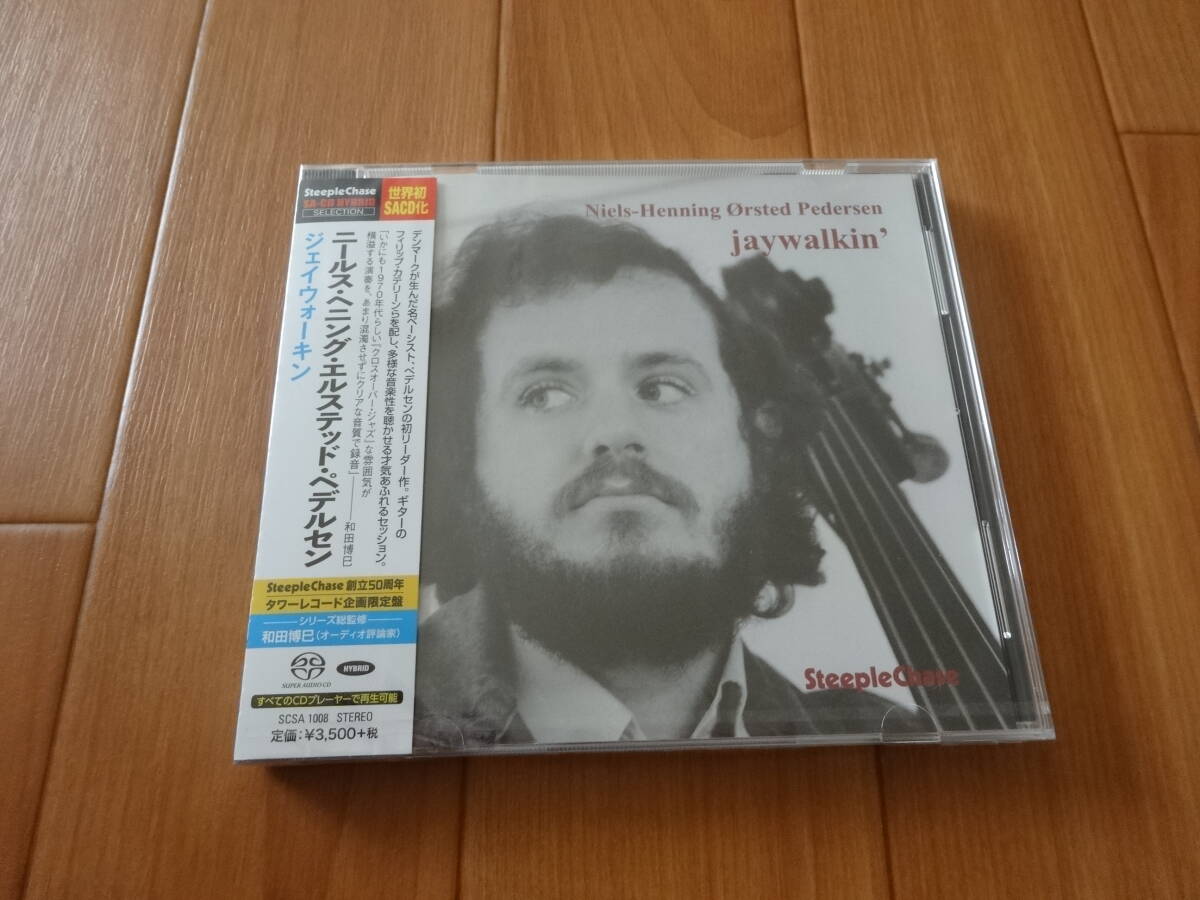 SteepleChase
SA-CD HYBRID
SELECTION
世界初
SACD化
デンマークが生んだ名ベーシスト、ペデルセンの初リーダー作。ギターの
フィリップ・カテリーンらを配し、多様な音楽性を聴かせる才気あふれるセッション。
「いかにも1970年代らしい「クロスオーバー・ジャズ」な雰囲気が
横溢する演奏を、あまり混濁させずにクリアな音質で録音」――和田博巳
ニールス・ヘニング・エルステッド・ペデルセン
ジェイウォーキン
SteepleChase 創立50周年
タワーレコード企画限定盤
シリーズ総監修
和田博巳(オーディオ評論家)
SUPER AUDIO CD
HYBRID
すべてのCDプレーヤーで再生可能
SCSA 1008 STEREO
定価:¥3,500+税
Niels-Henning Ørsted Pedersen
jaywalkin’
SteepleChase